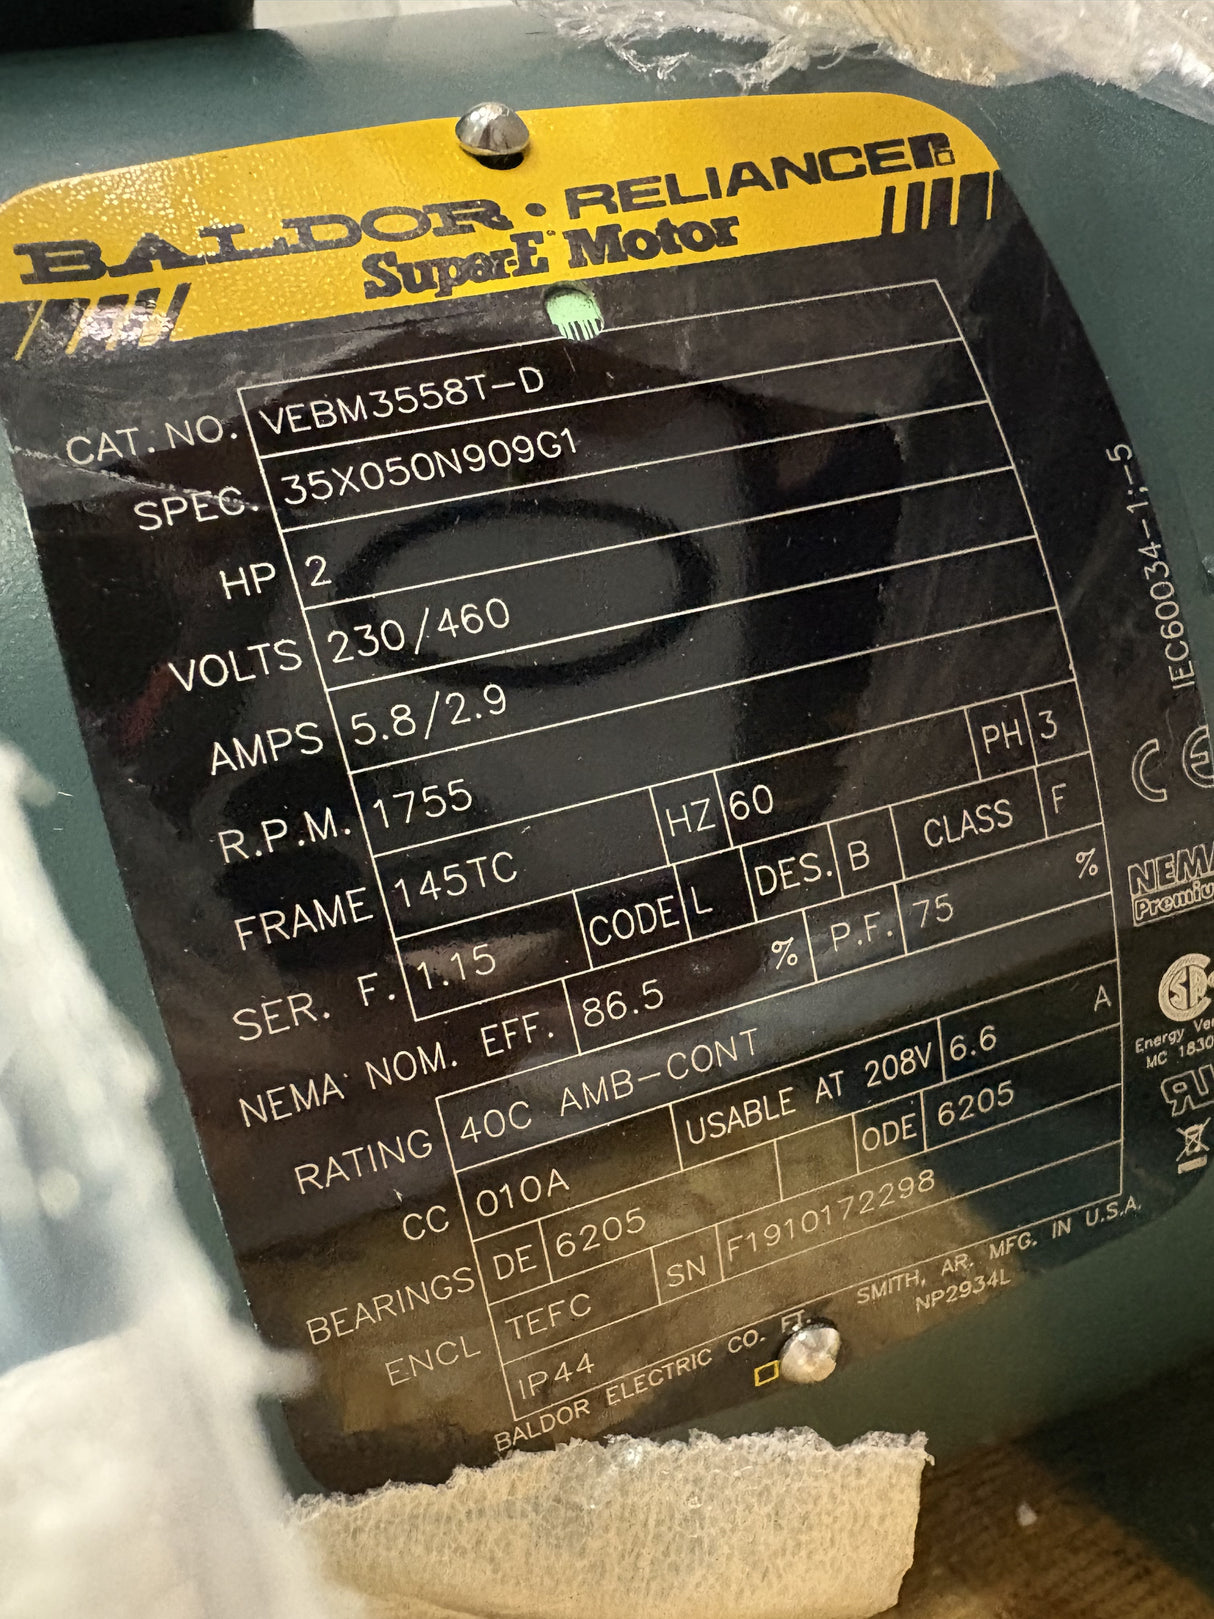 BALDOR · RELIANCE
Super-E Motor
CAT. NO. VEBM3558T-D
SPEC. 35X050N909G1
HP 2
VOLTS 230/460
AMPS 5.8/2.9
R.P.M. 1755
FRAME 145TC HZ 60 PH 3
SER. F. 1.15 CODE L DES. B CLASS F
NEMA NOM. EFF. 86.5 % P.F. 75 %
RATING 40C AMB-CONT
CC 010A USABLE AT 208V 6.6 A
BEARINGS DE 6205 ODE 6205
ENCL TEFC SN F1910172298
IP44
BALDOR ELECTRIC CO. FT. SMITH, AR. MFG. IN U.S.A.
NP2934L
CE
Energy
MC